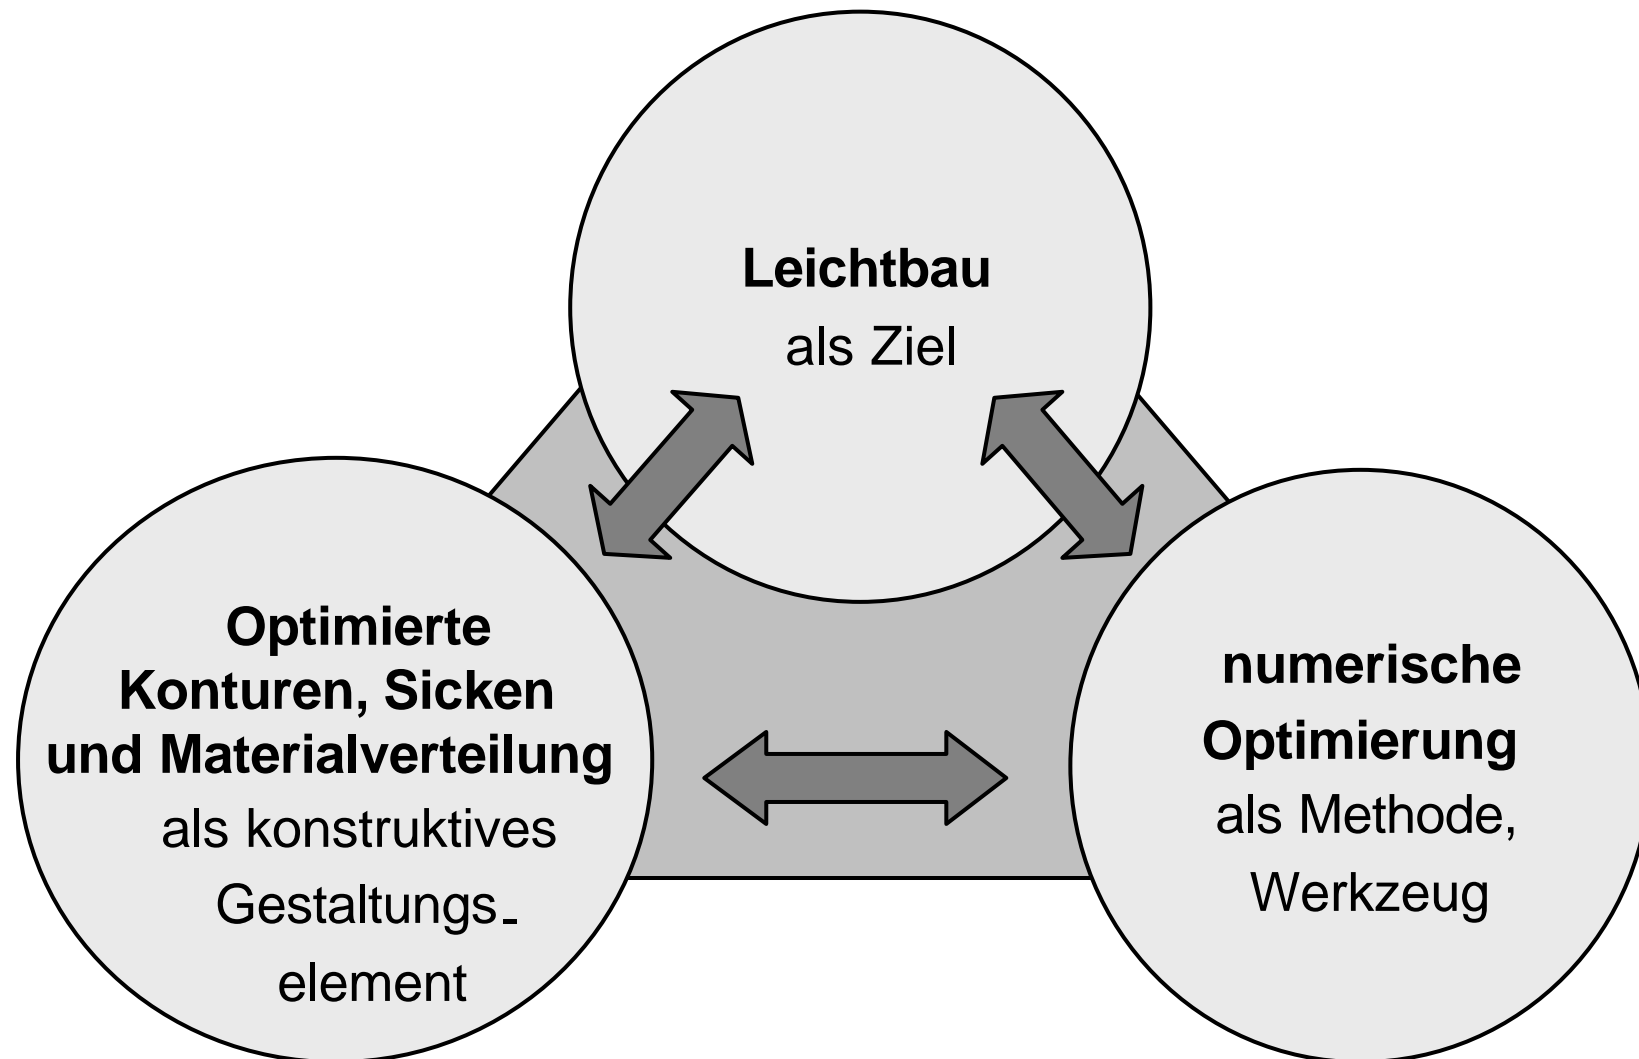 Leichtbau
als Ziel
Optimierte
Konturen, Sicken
und Materialverteilung
als konstruktives
Gestaltungs-
element
numerische
Optimierung
als Methode,
Werkzeug